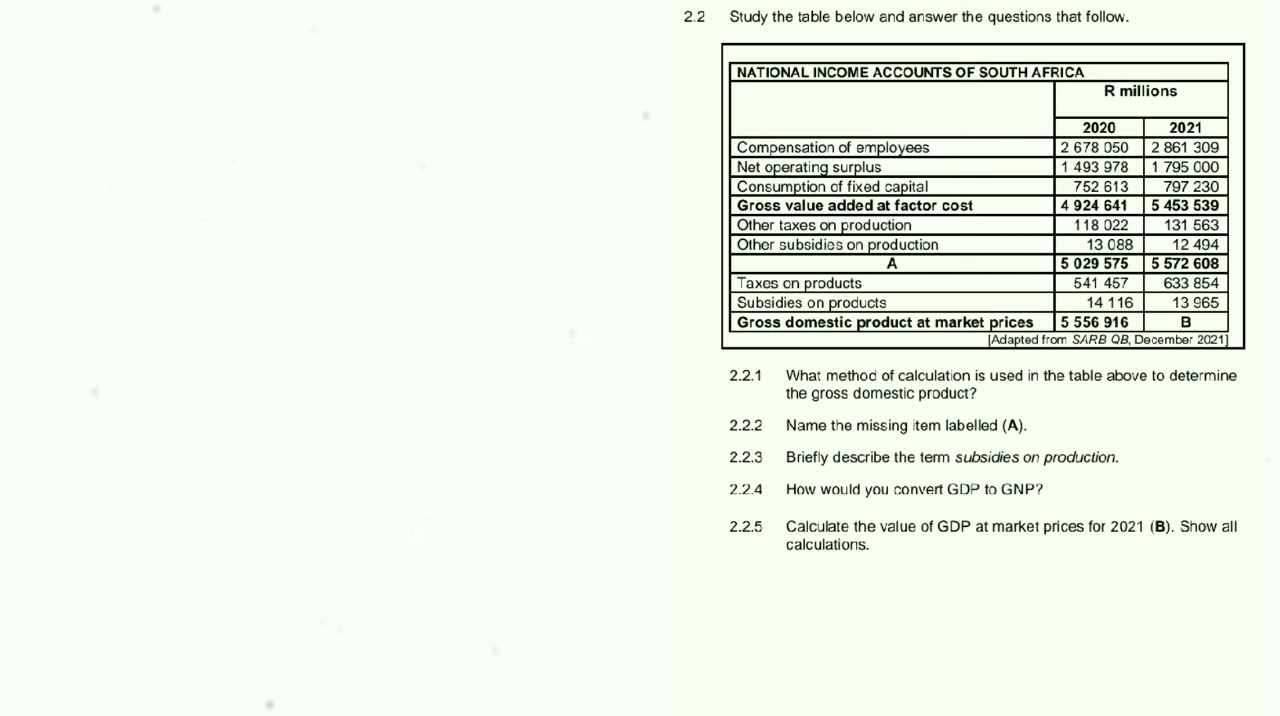 2.2 Study the table below and answer the questions that follow.
NATIONAL INCOME ACCOUNTS OF SOUTH AFRICA
R millions
2020 2021
Compensation of employees 2 678 050 2 861 309
Net operating surplus 1 493 978 1 795 000
Consumption of fixed capital 752 613 797 230
Gross value added at factor cost 4 924 641 5 453 539
Other taxes on production 118 022 131 563
Other subsidies on production 13 088 12 494
A 5 029 575 5 572 608
Taxes on products 541 457 633 854
Subsidies on products 14 116 13 965
Gross domestic product at market prices 5 556 916 B
[Adapted from SARB QB, December 2021]
2.2.1 What method of calculation is used in the table above to determine
the gross domestic product?
2.2.2 Name the missing item labelled (A).
2.2.3 Briefly describe the term subsidies on production.
2.2.4 How would you convert GDP to GNP?
2.2.5 Calculate the value of GDP at market prices for 2021 (B). Show all
calculations.